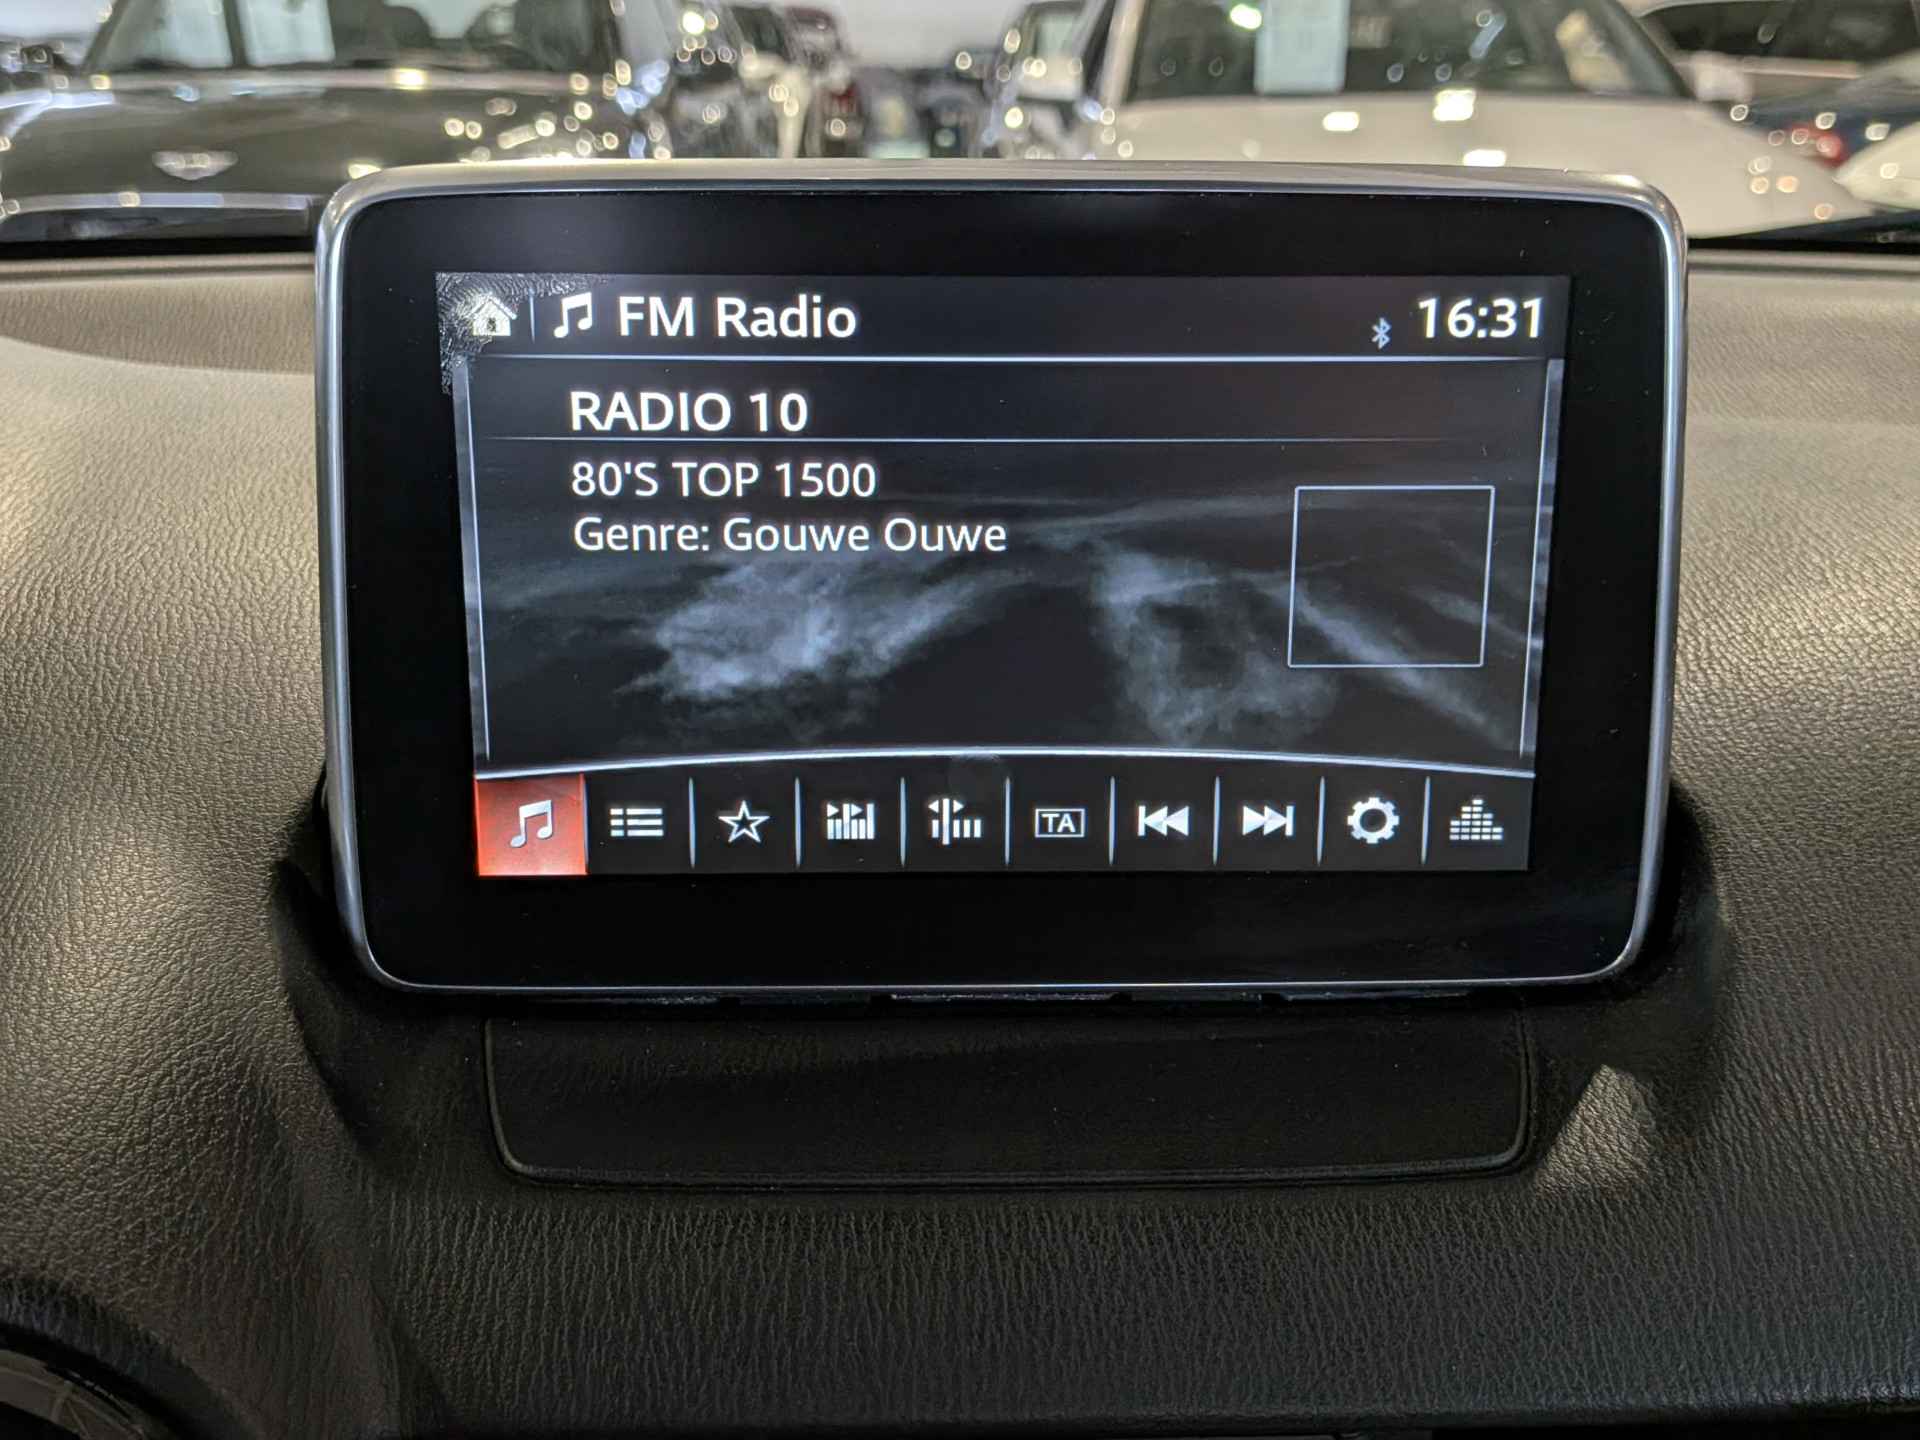 FM Radio 16:31
RADIO 10
80'S TOP 1500
Genre: Gouwe Ouwe
TA